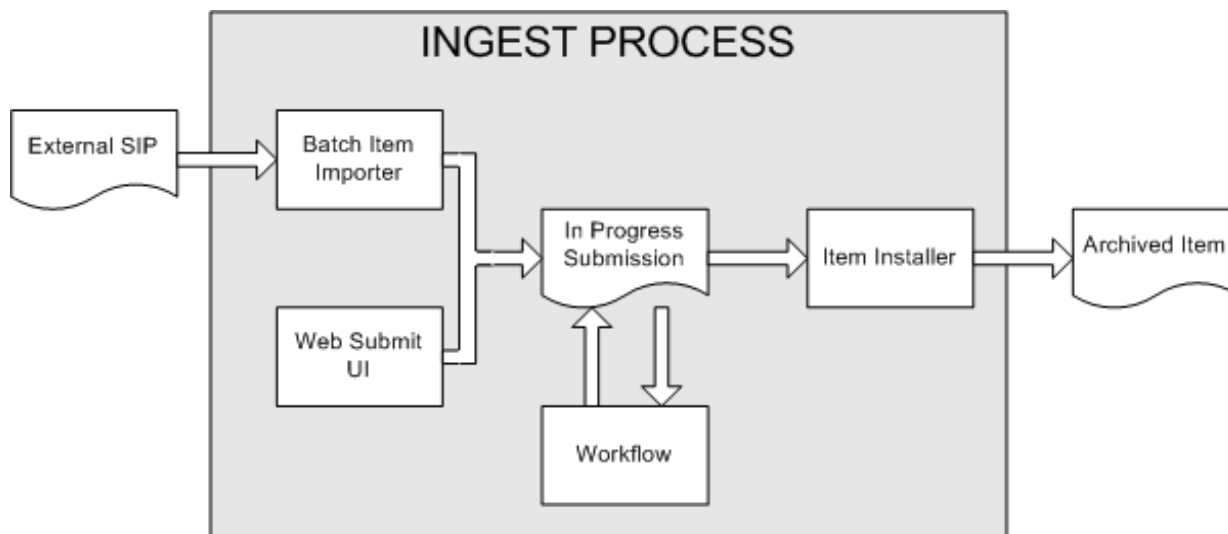 INGEST PROCESS
External SIP
Batch Item
Importer
In Progress
Submission
Item Installer
Archived Item
Web Submit
UI
Workflow